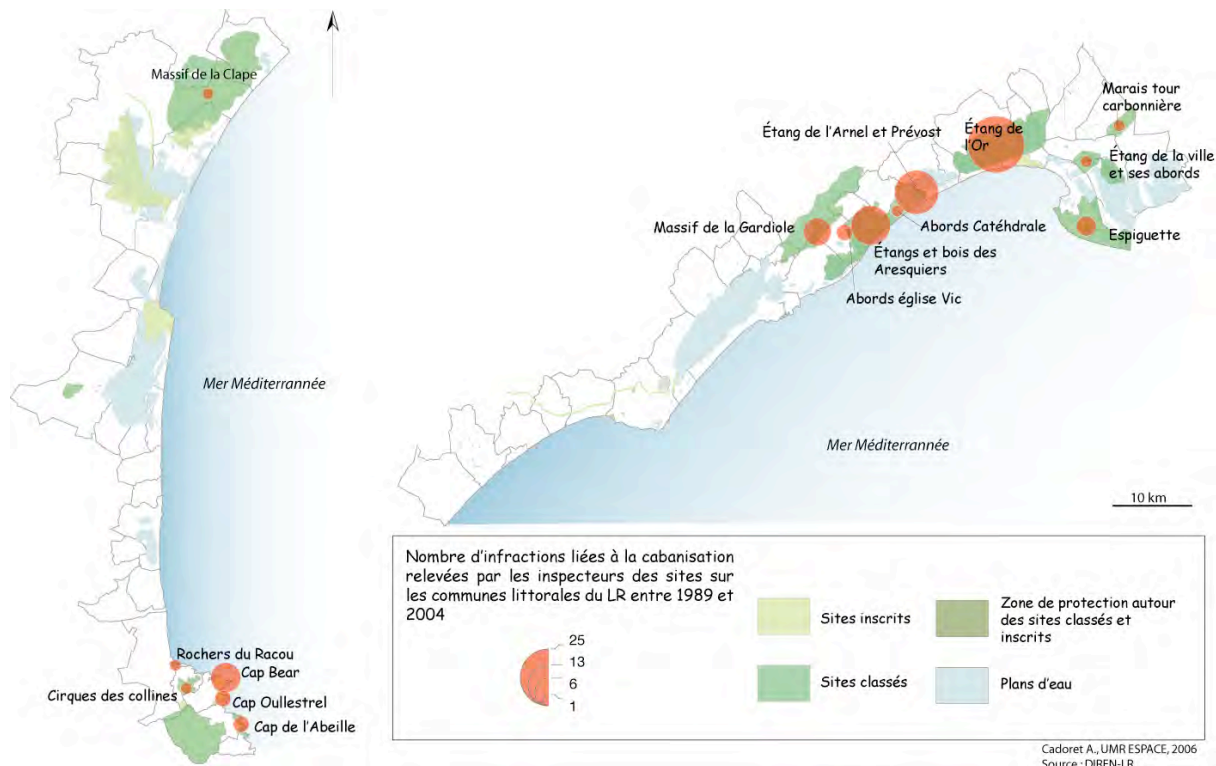 Massif de la Clape
Mer Méditerrannée
Rochers du Racou
Cap Bear
Cirques des collines
Cap Oullestrel
Cap de l'Abeille
Marais tour
carbonnière
Étang de l'Arnel et Prévost
Étang de
l'Or
Étang de la ville
et ses abords
Massif de la Gardiole
Abords Catéhdrale
Espiguette
Étangs et bois des
Aresquiers
Abords église Vic
Mer Méditerrannée
10 km
Nombre d'infractions liées à la cabanisation
relevées par les inspecteurs des sites sur
les communes littorales du LR entre 1989 et
2004
25
13
6
1
Sites inscrits
Sites classés
Zone de protection autour
des sites classés et
inscrits
Plans d'eau
Cadoret A., UMR ESPACE, 2006
Source : DIREN-LR